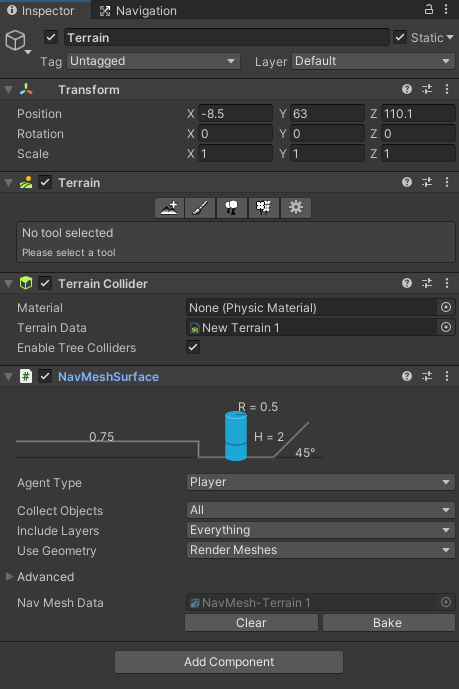 Inspector Navigation
Terrain Static
Tag Untagged Layer Default
Transform
Position X -8.5 Y 63 Z 110.1
Rotation X 0 Y 0 Z 0
Scale X 1 Y 1 Z 1
Terrain
No tool selected
Please select a tool
Terrain Collider
Material None (Physic Material)
Terrain Data New Terrain 1
Enable Tree Colliders
# NavMeshSurface
R = 0.5
0.75 H = 2
45°
Agent Type Player
Collect Objects All
Include Layers Everything
Use Geometry Render Meshes
Advanced
Nav Mesh Data NavMesh-Terrain 1
Clear Bake
Add Component